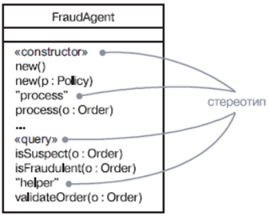 FraudAgent
«constructor»
new()
new(p : Policy)
"process"
process(o : Order)
...
«query»
isSuspect(o : Order)
isFraudulent(o : Order)
"helper"
validateOrder(o : Order)
стереотип